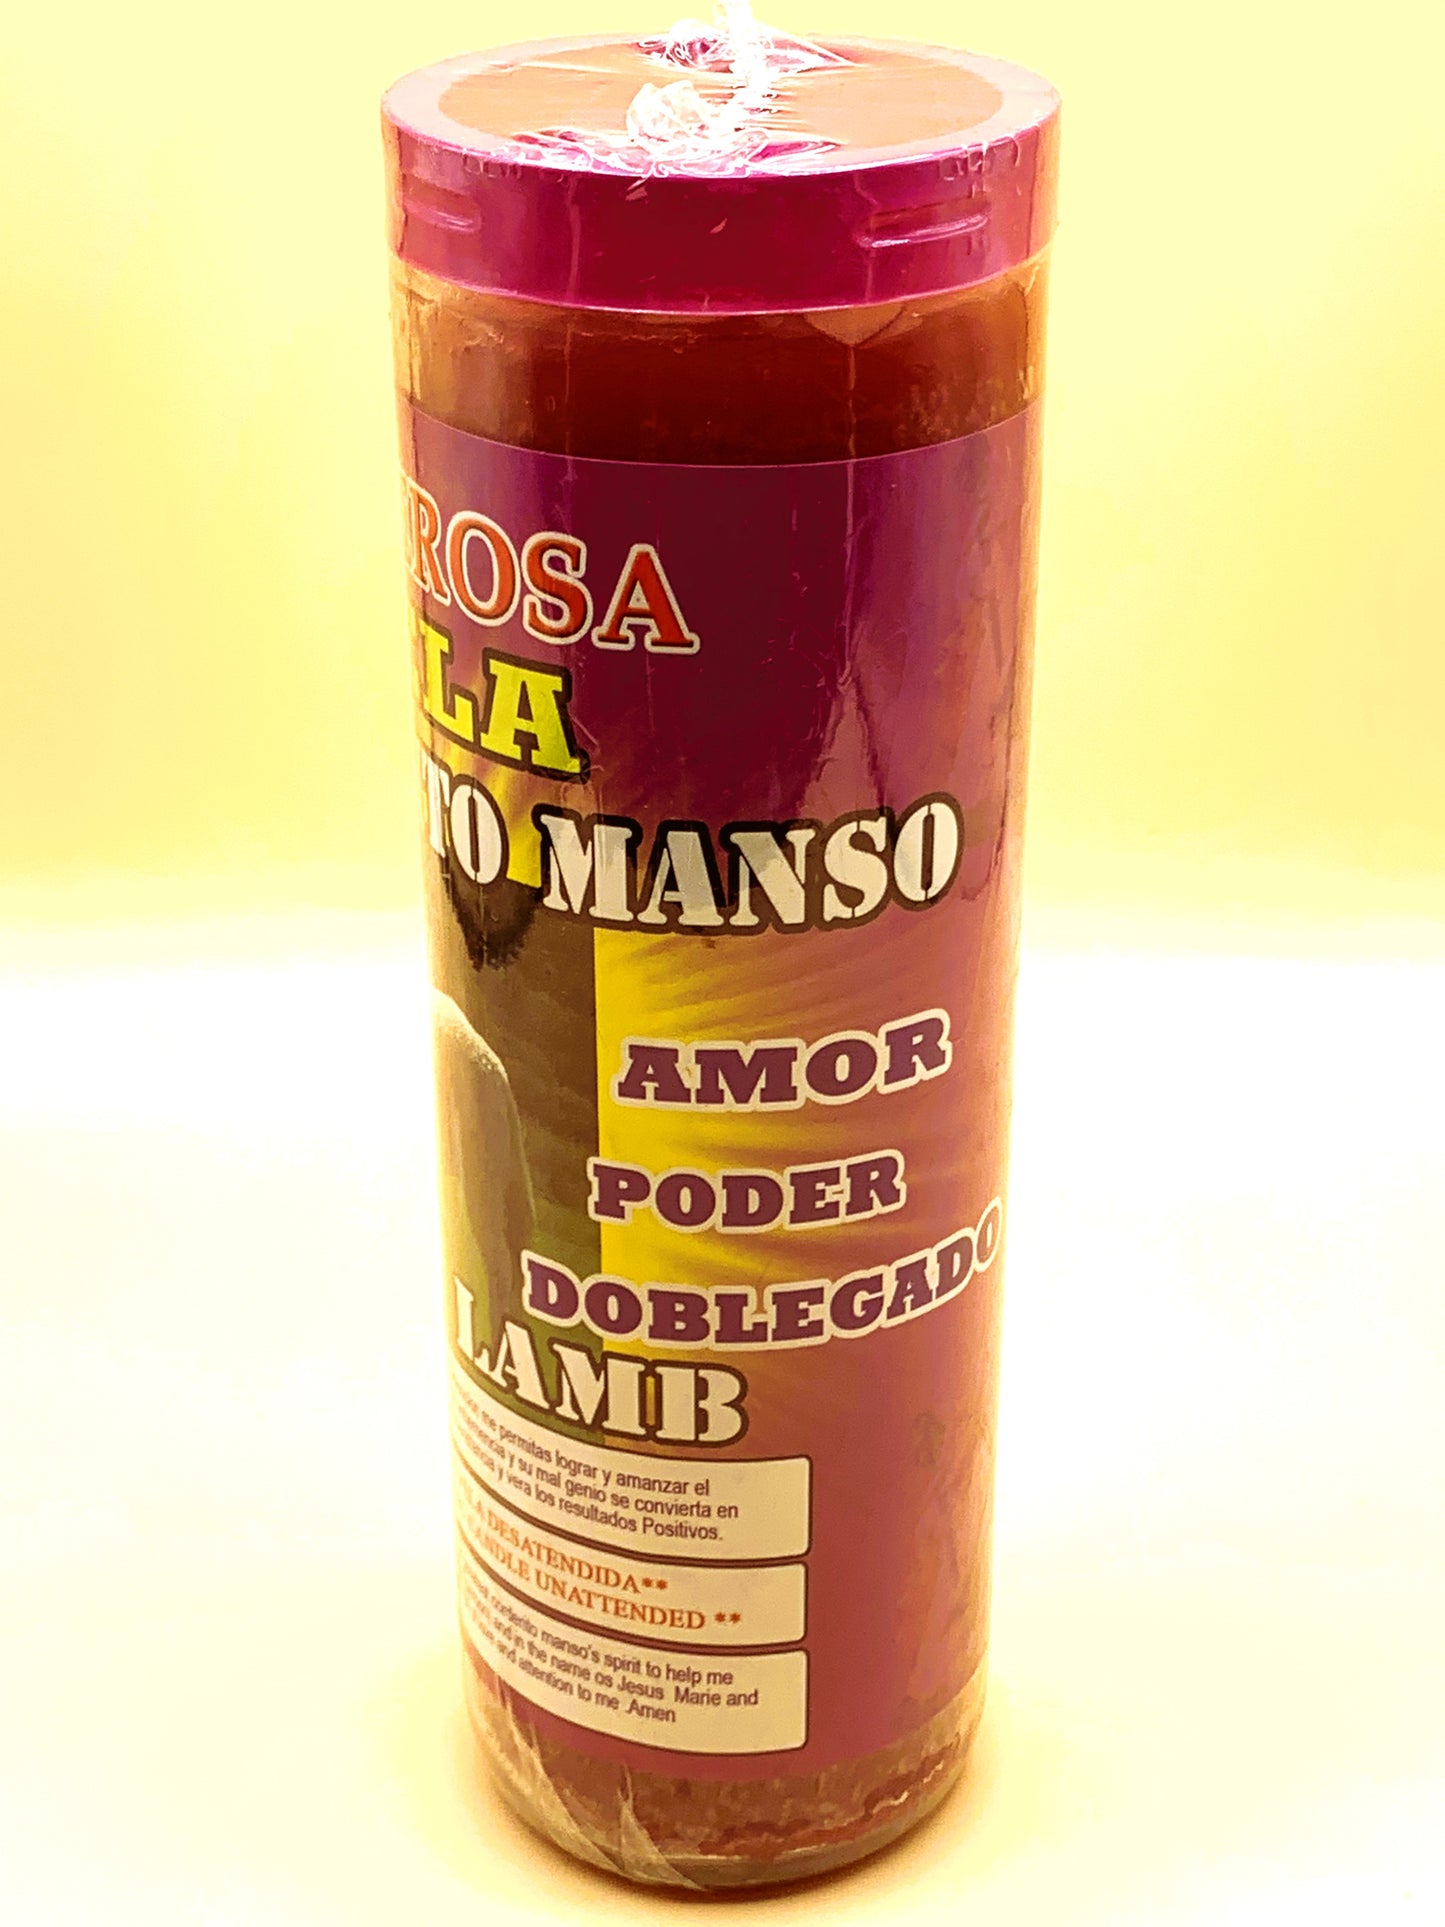 ROSA
LA
TO MANSO
AMOR
PODER
DOBLEGADO
LAMB
me permitas lograr y amanzar el
y su mal genio se convierta en
y vera los resultados Positivos.
DESATENDIDA**
CANDLE UNATTENDED **
corderito manso's spirit to help me
and in the name os Jesus Marie and
and attention to me .Amen